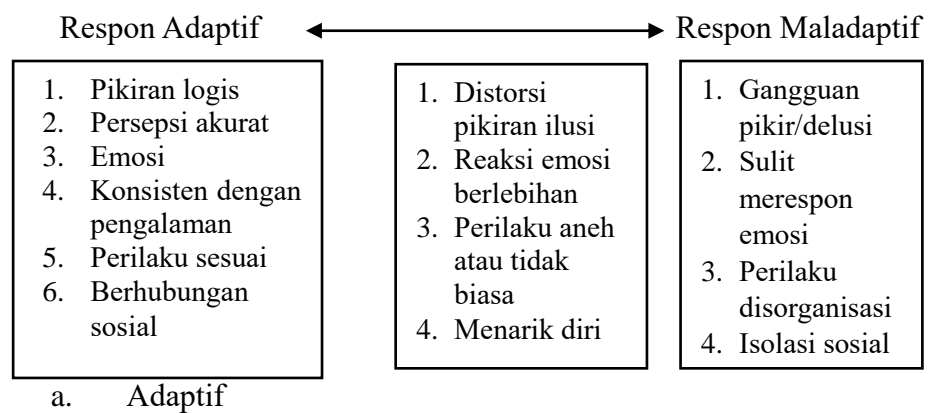 Respon Adaptif
Respon Maladaptif
1. Pikiran logis
2. Persepsi akurat
3. Emosi
4. Konsisten dengan
pengalaman
5. Perilaku sesuai
6. Berhubungan
sosial
1. Distorsi
pikiran ilusi
2. Reaksi emosi
berlebihan
3. Perilaku aneh
atau tidak
biasa
4. Menarik diri
1. Gangguan
pikir/delusi
2. Sulit
merespon
emosi
3. Perilaku
disorganisasi
4. Isolasi sosial
a. Adaptif